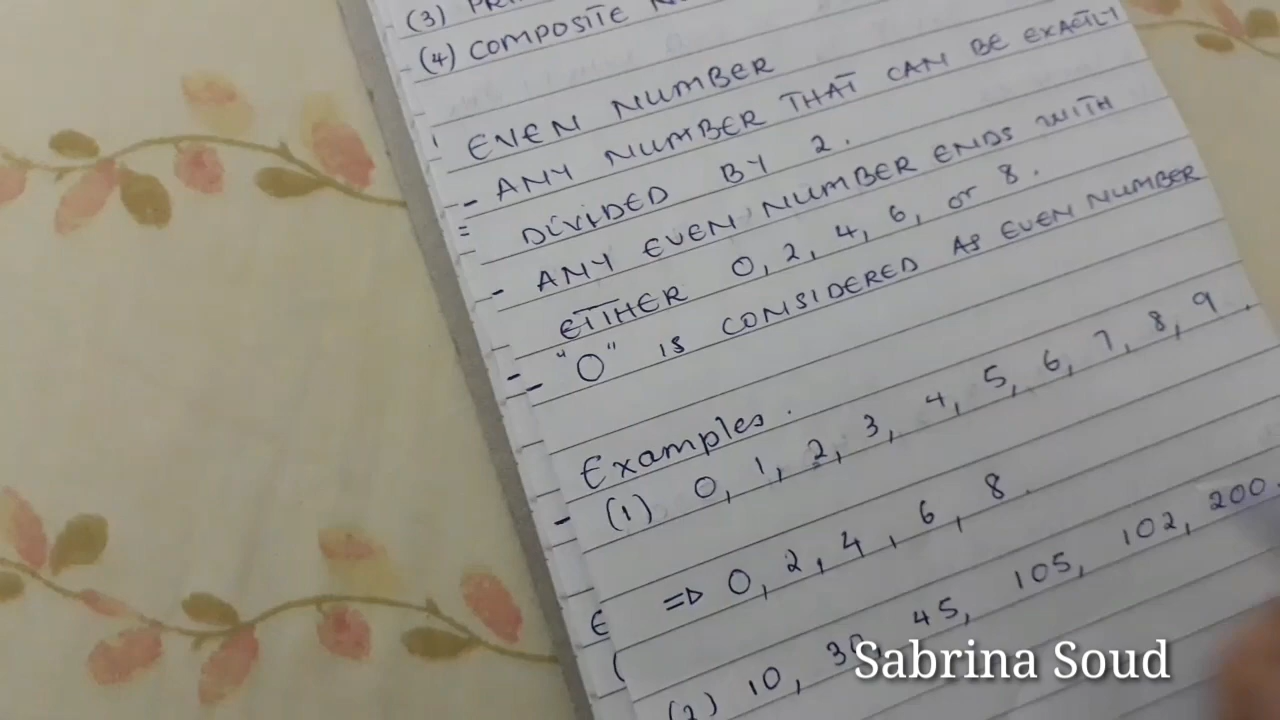 (3) PRI
(4) COMPOSITE N
EVEN NUMBER
- ANY NUMBER THAT CAN BE EXACTLY
DIVIDED BY 2.
- ANY EVEN NUMBER ENDS WITH
EITHER 0, 2, 4, 6, or 8.
- "0" is CONSIDERED AS EVEN NUMBER
Examples.
(1) 0, 1, 2, 3, 4, 5, 6, 7, 8, 9.
=> 0, 2, 4, 6, 8.
(2) 10, 45, 105, 102, 200.
Sabrina Soud